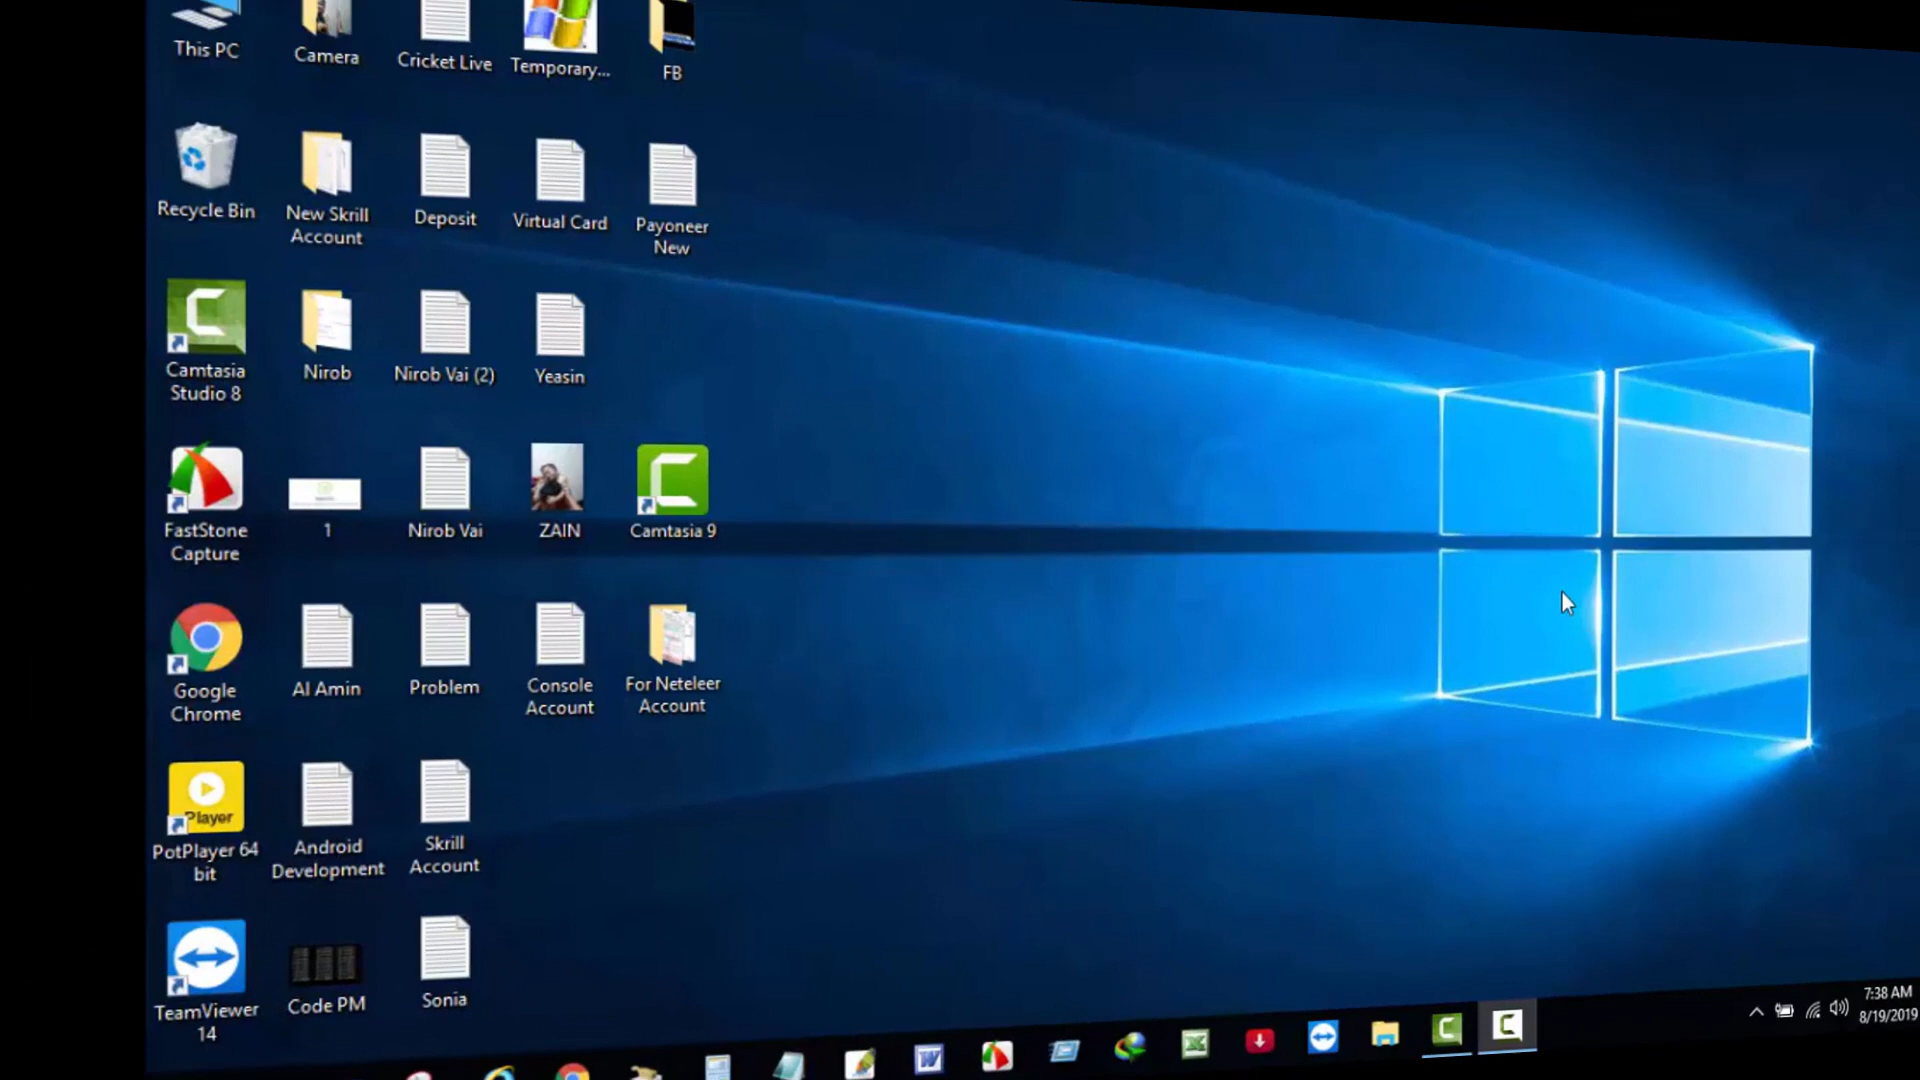 This PC
Camera
Cricket Live
Temporary...
FB
Recycle Bin
New Skrill
Account
Deposit
Virtual Card
Payoneer
New
Camtasia
Studio 8
Nirob
Nirob Vai (2)
Yeasin
FastStone
Capture
1
Nirob Vai
ZAIN
Camtasia 9
Google
Chrome
Al Amin
Problem
Console
Account
For Neteleer
Account
Player
PotPlayer 64
bit
Android
Development
Skrill
Account
TeamViewer
14
Code PM
Sonia
7:38 AM
8/19/2019